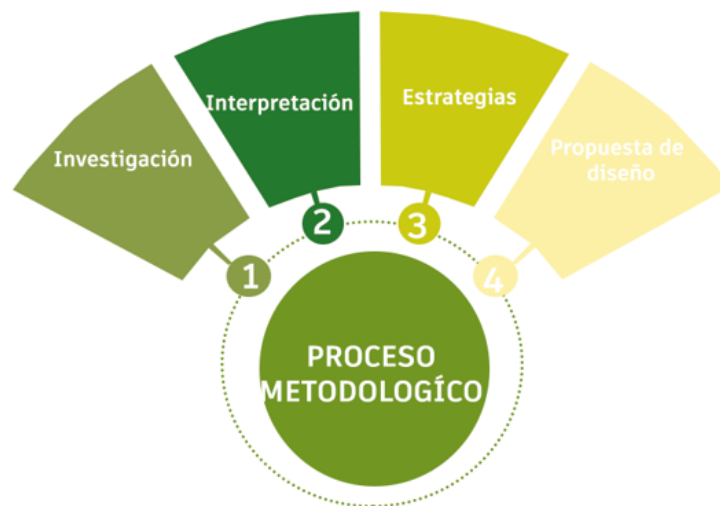 Investigación
1
Interpretación
2
Estrategias
3
Propuesta de
diseño
4
PROCESO
METODOLOGÍCO